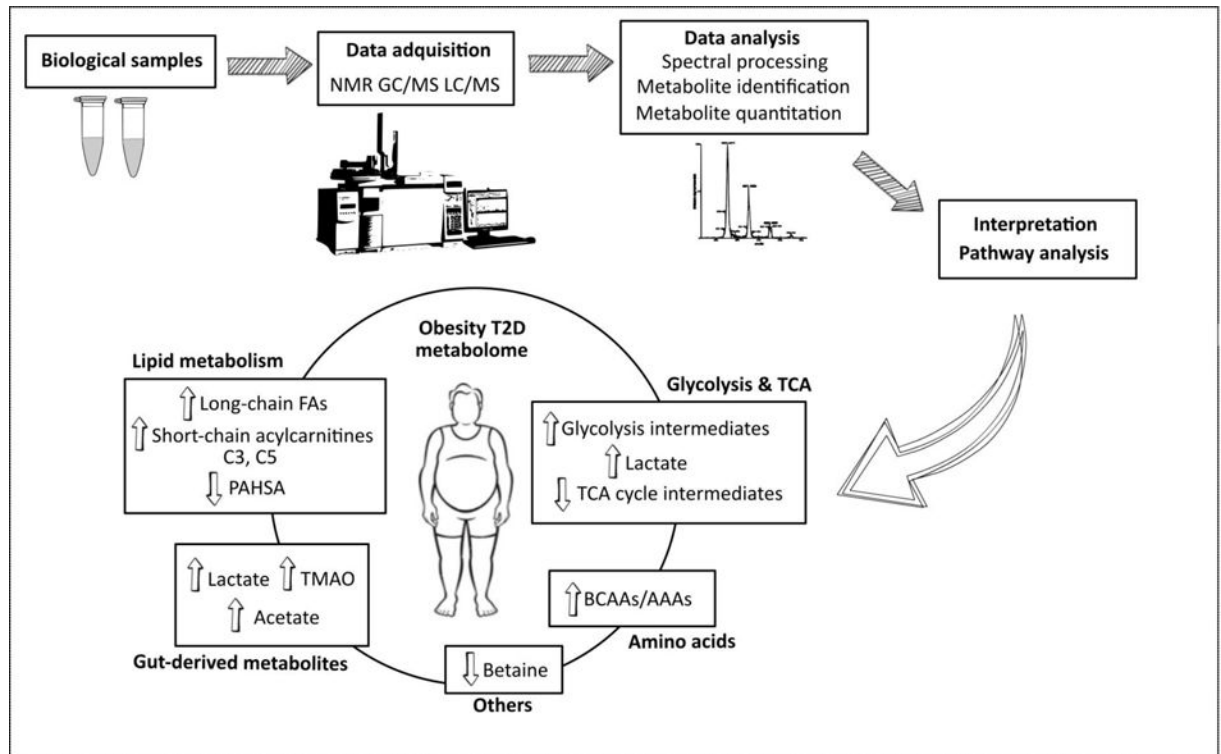 Biological samples
Data adquisition
NMR GC/MS LC/MS
Data analysis
Spectral processing
Metabolite identification
Metabolite quantitation
Interpretation
Pathway analysis
Obesity T2D
metabolome
Lipid metabolism
Long-chain FAs
Short-chain acylcarnitines
C3, C5
PAHSA
Glycolysis & TCA
Glycolysis intermediates
Lactate
TCA cycle intermediates
Lactate TMAO
Acetate
Gut-derived metabolites
BCAAs/AAAs
Amino acids
Betaine
Others